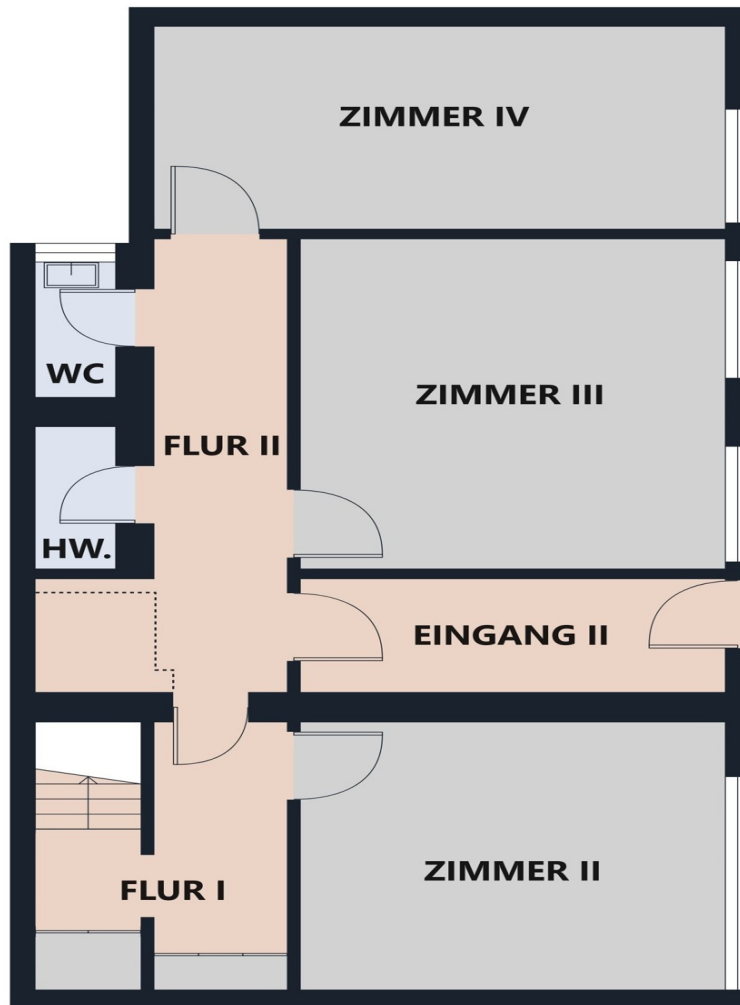 ZIMMER IV
WC
ZIMMER III
FLUR II
HW.
EINGANG II
ZIMMER II
FLUR I